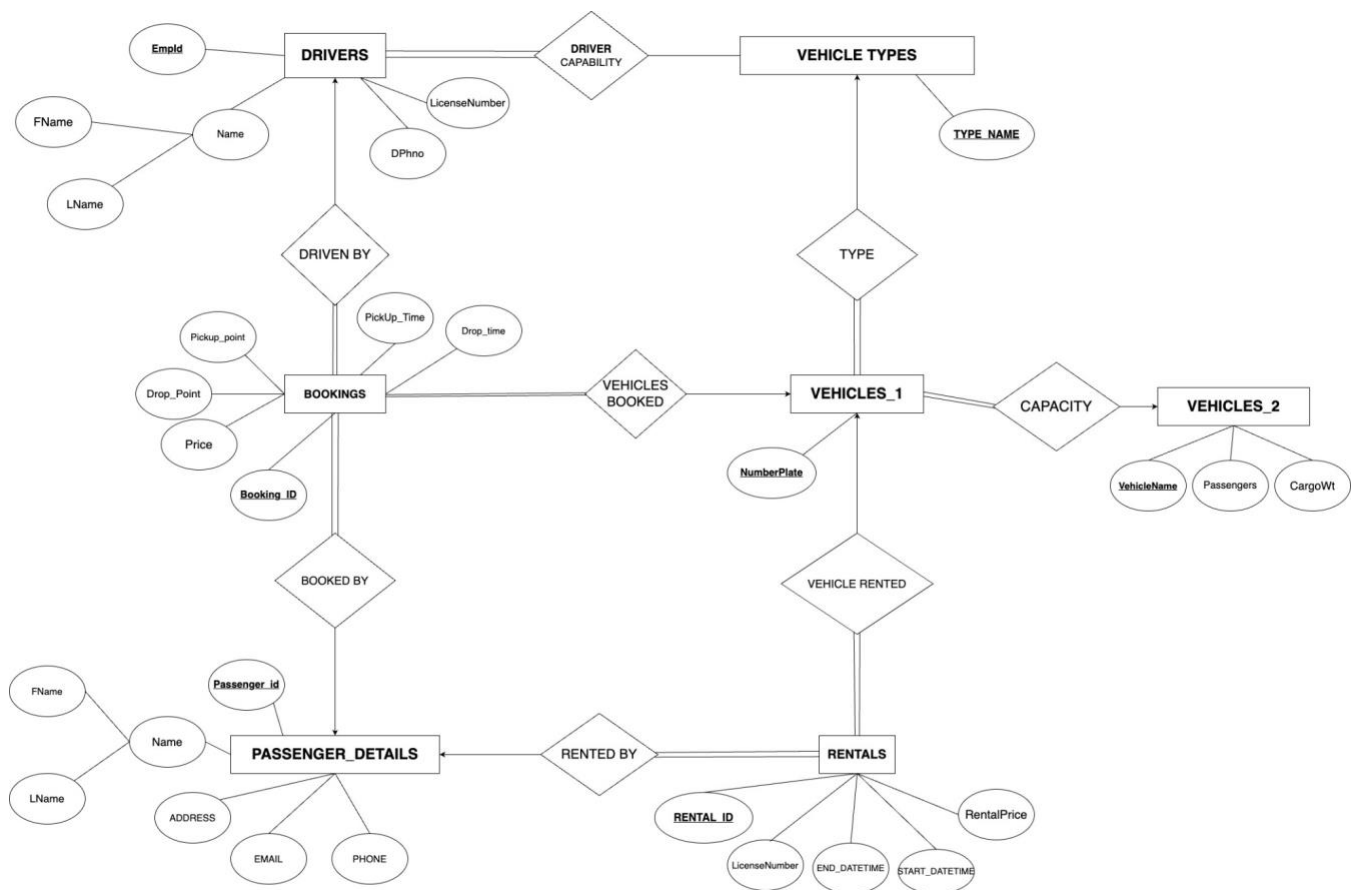 EmpId
DRIVERS
DRIVER
CAPABILITY
VEHICLE TYPES
LicenseNumber
FName
Name
DPhno
TYPE_NAME
LName
DRIVEN BY
TYPE
PickUp_Time
Pickup_point
Drop_time
Drop_Point
BOOKINGS
VEHICLES
BOOKED
VEHICLES_1
CAPACITY
VEHICLES_2
Price
Booking_ID
NumberPlate
VehicleName
Passengers
CargoWt
BOOKED BY
VEHICLE RENTED
FName
Passenger_id
Name
PASSENGER_DETAILS
RENTED BY
RENTALS
LName
ADDRESS
RENTAL_ID
RentalPrice
EMAIL
PHONE
LicenseNumber
END_DATETIME
START_DATETIME